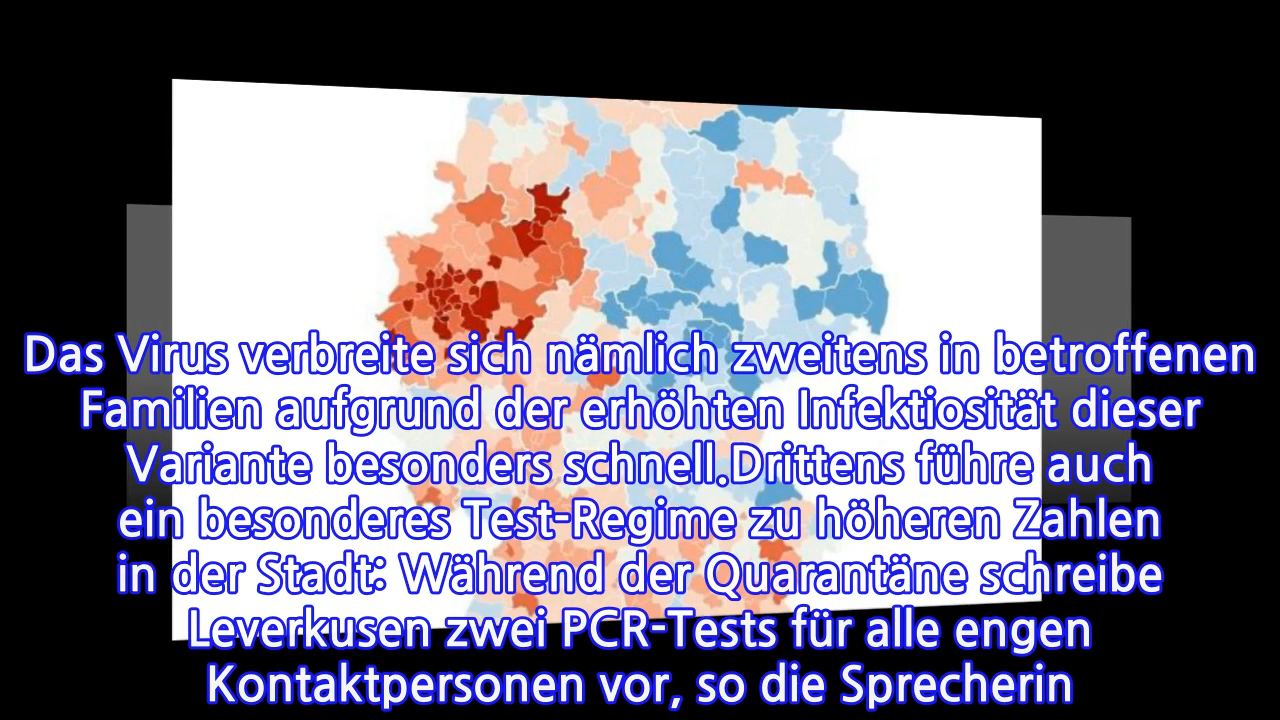 Das Virus verbreite sich nämlich zweitens in betroffenen
Familien aufgrund der erhöhten Infektiosität dieser
Variante besonders schnell.Drittens führe auch
ein besonderes Test-Regime zu höheren Zahlen
in der Stadt: Während der Quarantäne schreibe
Leverkusen zwei PCR-Tests für alle engen
Kontaktpersonen vor, so die Sprecherin